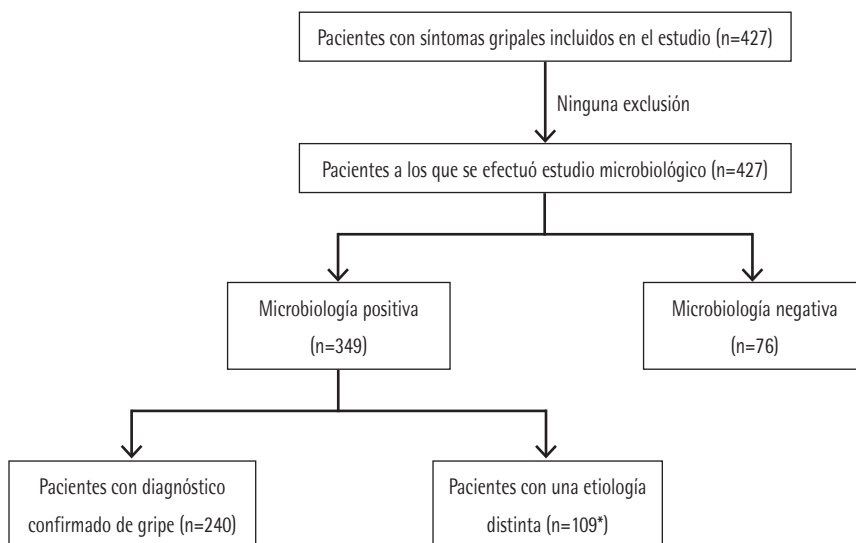 Pacientes con síntomas gripales incluidos en el estudio (n=427)
Ninguna exclusión
Pacientes a los que se efectuó estudio microbiológico (n=427)
Microbiología positiva
(n=349)
Microbiología negativa
(n=76)
Pacientes con diagnóstico
confirmado de gripe (n=240)
Pacientes con una etiología
distinta (n=109*)